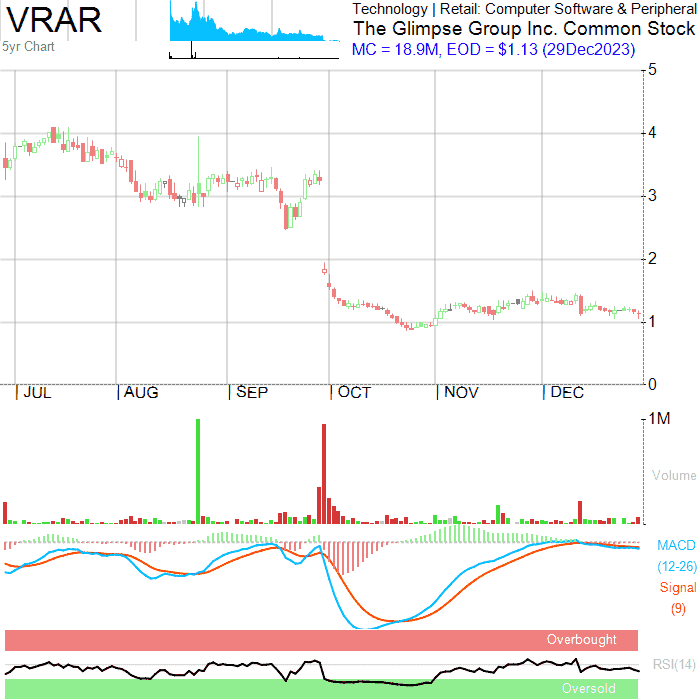 VRAR
5yr Chart
Technology | Retail: Computer Software & Peripheral
The Glimpse Group Inc. Common Stock
MC = 18.9M, EOD = $1.13 (29Dec2023)
5
4
3
2
1
0
JUL AUG SEP OCT NOV DEC
1M
Volume
MACD
(12-26)
Signal
(9)
Overbought
RSI(14)
Oversold